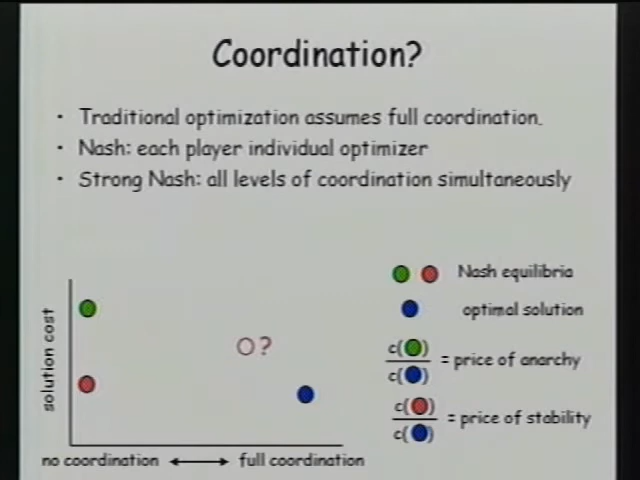 Coordination?
• Traditional optimization assumes full coordination.
• Nash: each player individual optimizer
• Strong Nash: all levels of coordination simultaneously
Nash equilibria
optimal solution
c( )
c( )
= price of anarchy
c( )
c( )
= price of stability
solution cost
?
no coordination
full coordination